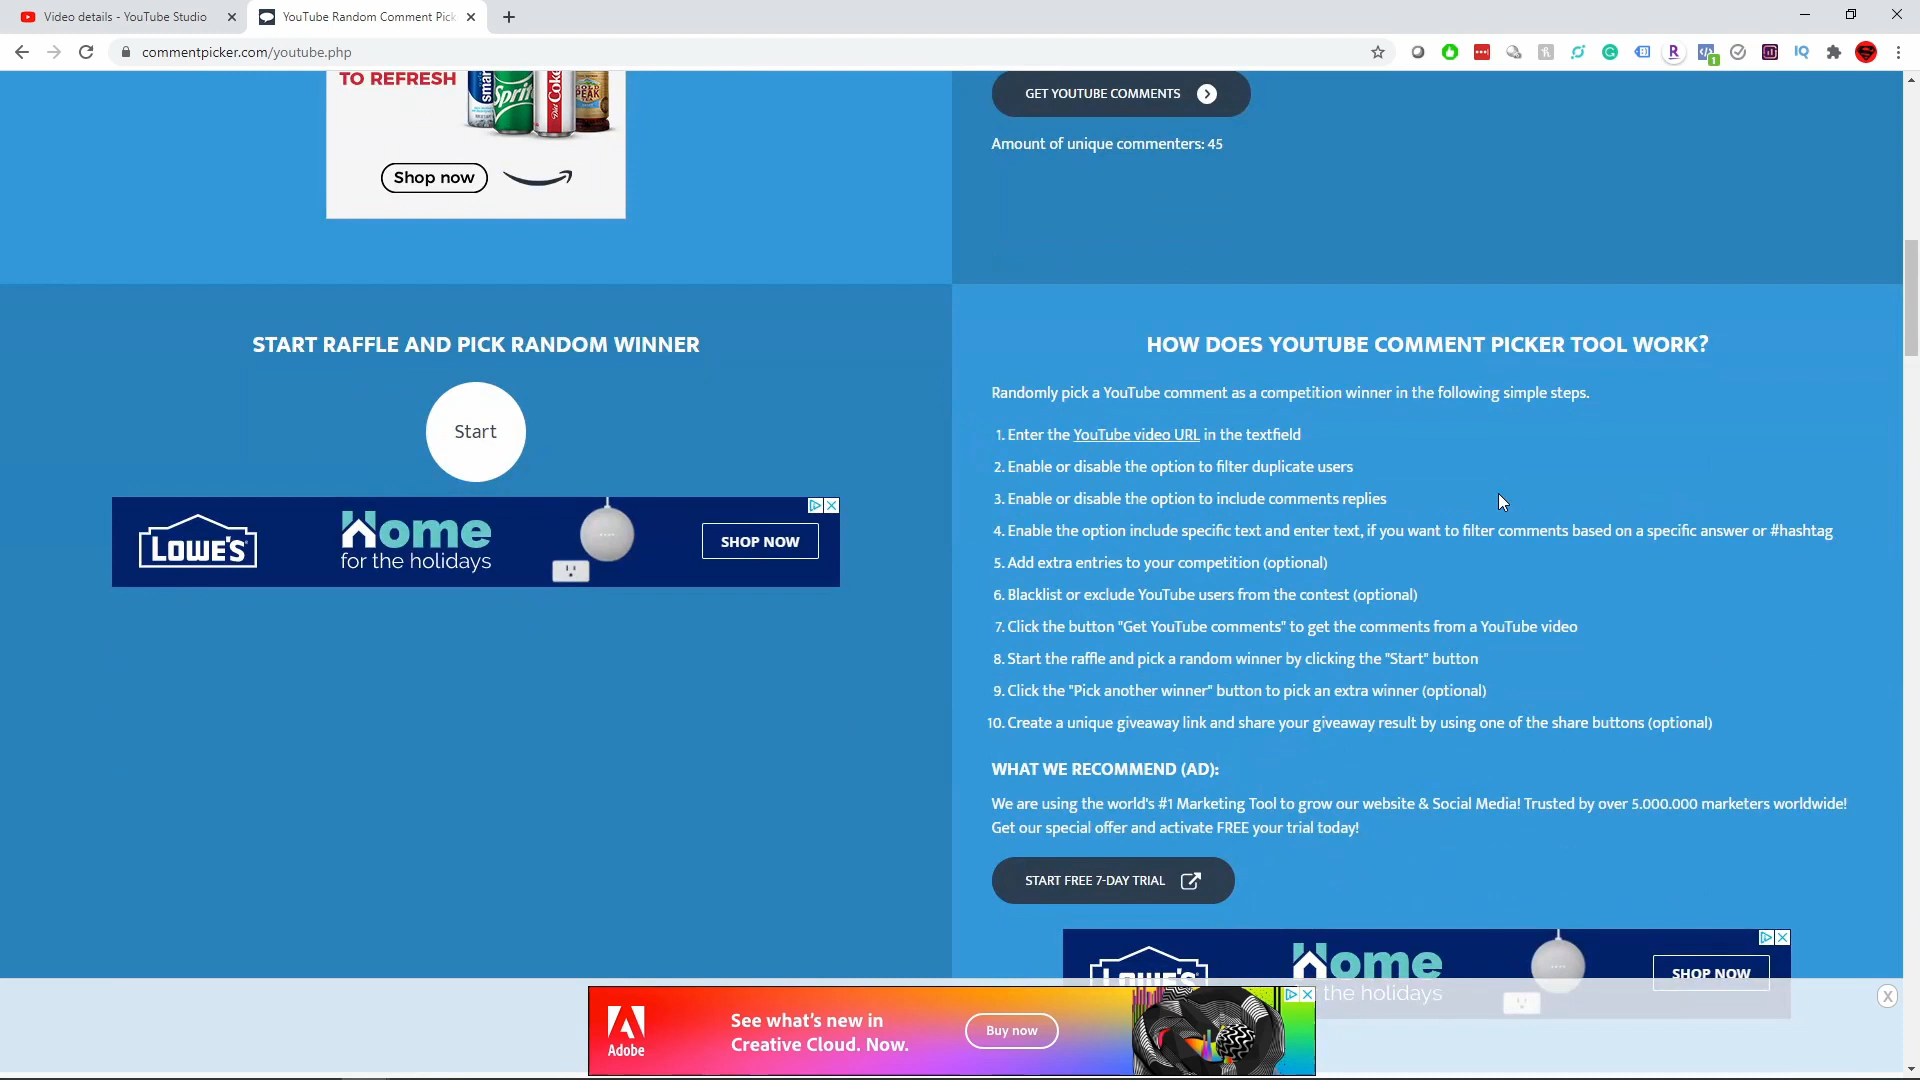 Video details - YouTube Studio
YouTube Random Comment Pick
commentpicker.com/youtube.php
TO REFRESH
smart
Sprite
Diet Coke
GOLD PEAK
Shop now
GET YOUTUBE COMMENTS
Amount of unique commenters: 45
START RAFFLE AND PICK RANDOM WINNER
Start
LOWE'S
Home
for the holidays
SHOP NOW
HOW DOES YOUTUBE COMMENT PICKER TOOL WORK?
Randomly pick a YouTube comment as a competition winner in the following simple steps.
1. Enter the YouTube video URL in the textfield
2. Enable or disable the option to filter duplicate users
3. Enable or disable the option to include comments replies
4. Enable the option include specific text and enter text, if you want to filter comments based on a specific answer or #hashtag
5. Add extra entries to your competition (optional)
6. Blacklist or exclude YouTube users from the contest (optional)
7. Click the button "Get YouTube comments" to get the comments from a YouTube video
8. Start the raffle and pick a random winner by clicking the "Start" button
9. Click the "Pick another winner" button to pick an extra winner (optional)
10. Create a unique giveaway link and share your giveaway result by using one of the share buttons (optional)
WHAT WE RECOMMEND (AD):
We are using the world's #1 Marketing Tool to grow our website & Social Media! Trusted by over 5.000.000 marketers worldwide!
Get our special offer and activate FREE your trial today!
START FREE 7-DAY TRIAL
LOWE'S
Home
the holidays
SHOP NOW
Adobe
See what's new in
Creative Cloud. Now.
Buy now
X